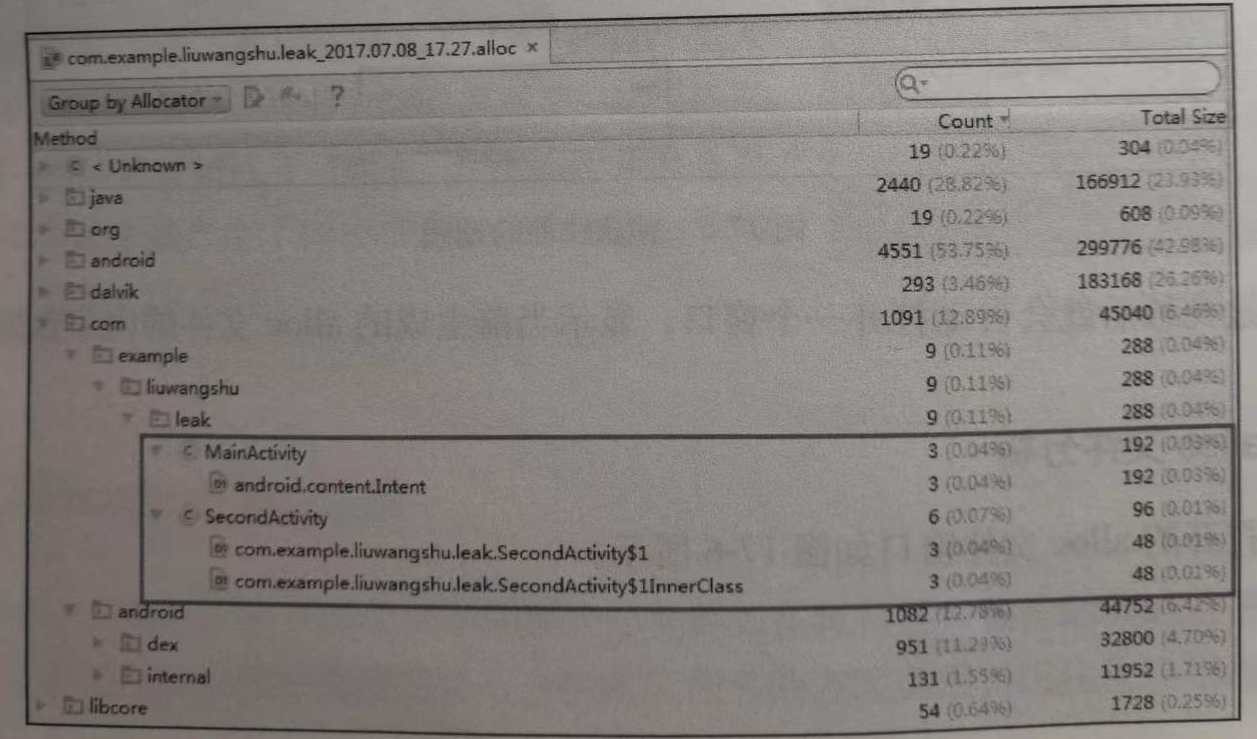 com.example.liuwangshu.leak_2017.07.08_17.27.alloc ×
Group by Allocator ?
Method Count Total Size
< Unknown > 19 (0.22%) 304 (0.04%)
java 2440 (28.82%) 166912 (23.93%)
org 19 (0.22%) 608 (0.09%)
android 4551 (53.75%) 299776 (42.98%)
dalvik 293 (3.46%) 183168 (26.26%)
com 1091 (12.89%) 45040 (6.46%)
example 9 (0.11%) 288 (0.04%)
liuwangshu 9 (0.11%) 288 (0.04%)
leak 9 (0.11%) 288 (0.04%)
MainActivity 3 (0.04%) 192 (0.03%)
android.content.Intent 3 (0.04%) 192 (0.03%)
SecondActivity 6 (0.07%) 96 (0.01%)
com.example.liuwangshu.leak.SecondActivity$1 3 (0.04%) 48 (0.01%)
com.example.liuwangshu.leak.SecondActivity$1InnerClass 3 (0.04%) 48 (0.01%)
android 1082 (12.78%) 44752 (6.42%)
dex 951 (11.23%) 32800 (4.70%)
internal 131 (1.55%) 11952 (1.71%)
libcore 54 (0.64%) 1728 (0.25%)